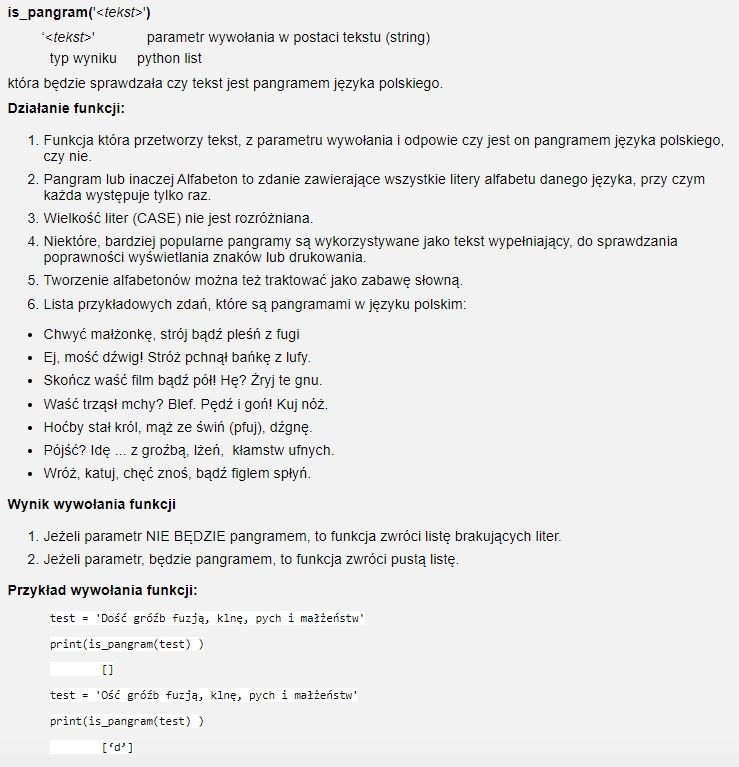 is_pangram('<tekst>')
'<tekst>' parametr wywołania w postaci tekstu (string)
typ wyniku python list
która będzie sprawdzała czy tekst jest pangramem języka polskiego.
Działanie funkcji:
1. Funkcja która przetworzy tekst, z parametru wywołania i odpowie czy jest on pangramem języka polskiego,
czy nie.
2. Pangram lub inaczej Alfabeton to zdanie zawierające wszystkie litery alfabetu danego języka, przy czym
każda występuje tylko raz.
3. Wielkość liter (CASE) nie jest rozróżniana.
4. Niektóre, bardziej popularne pangramy są wykorzystywane jako tekst wypełniający, do sprawdzania
poprawności wyświetlania znaków lub drukowania.
5. Tworzenie alfabetonów można też traktować jako zabawę słowną.
6. Lista przykładowych zdań, które są pangramami w języku polskim:
• Chwyć małżonkę, strój bądź pleśń z fugi
• Ej, mość dźwig! Stróż pchnął bańkę z lufy.
• Skończ waść film bądź pół! Hę? Żryj te gnu.
• Waść trząsł mchy? Blef. Pędź i goń! Kuj nóż.
• Hoćby stał król, mąż ze świń (pfuj), dźgnę.
• Pójść? Idę ... z groźbą, lżeń, kłamstw ufnych.
• Wróż, katuj, chęć znoś, bądź figlem spłyń.
Wynik wywołania funkcji
1. Jeżeli parametr NIE BĘDZIE pangramem, to funkcja zwróci listę brakujących liter.
2. Jeżeli parametr, będzie pangramem, to funkcja zwróci pustą listę.
Przykład wywołania funkcji:
test = 'Dość gróźb fuzją, klnę, pych i małżeństw'
print(is_pangram(test) )
[]
test = 'Ość gróźb fuzją, klnę, pych i małżeństw'
print(is_pangram(test) )
[‘d’]